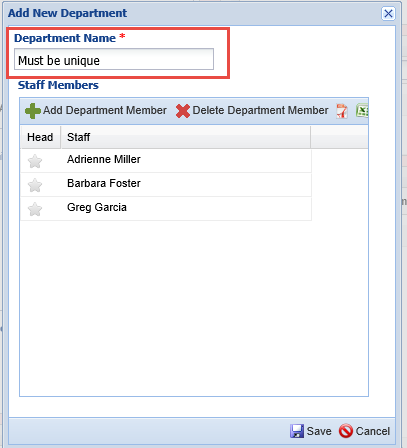 Add New Department
Department Name *
Must be unique
Staff Members
Add Department Member Delete Department Member
Head Staff
Adrienne Miller
Barbara Foster
Greg Garcia
Save Cancel